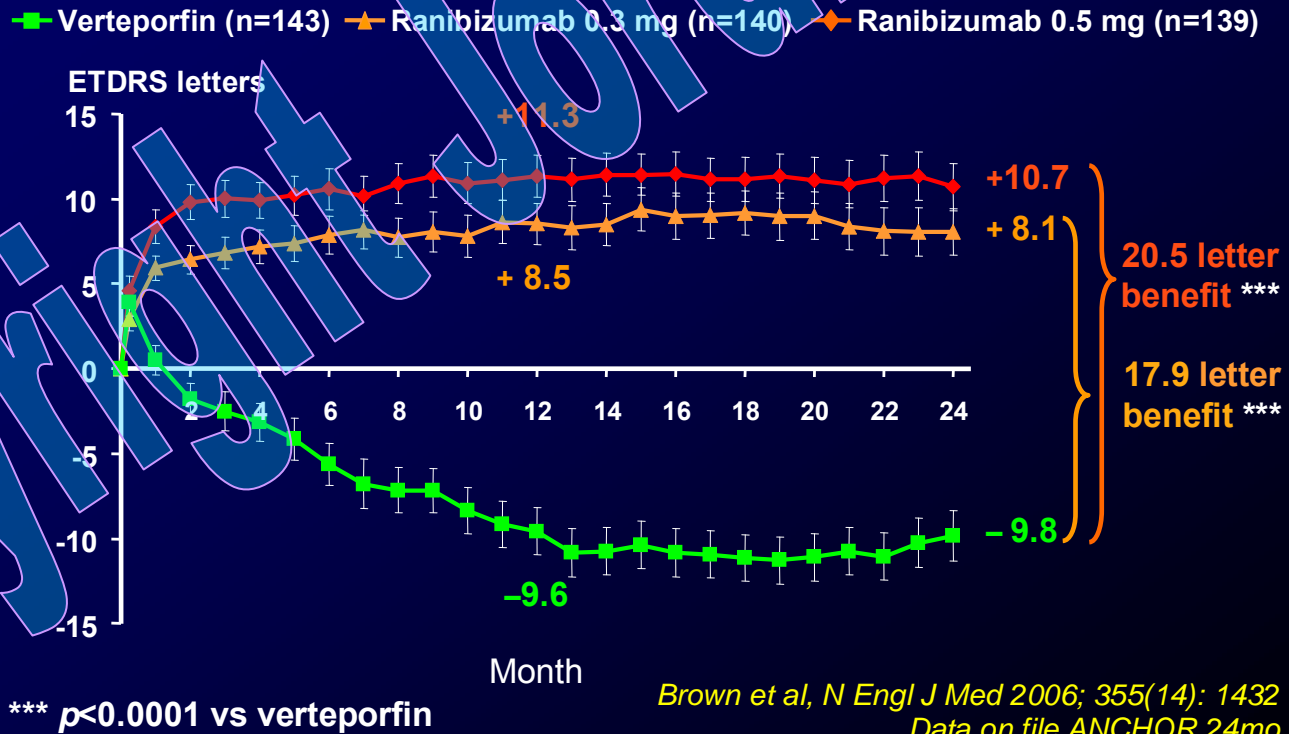 Verteporfin (n=143) Ranibizumab 0.3 mg (n=140) Ranibizumab 0.5 mg (n=139)
ETDRS letters
15
+11.3
10
+10.7
+ 8.1
+ 8.5
5
20.5 letter
benefit ***
0
2 4 6 8 10 12 14 16 18 20 22 24
17.9 letter
benefit ***
-5
-10
– 9.8
–9.6
-15
Month
*** p<0.0001 vs verteporfin
Brown et al, N Engl J Med 2006; 355(14): 1432
Data on file ANCHOR 24mo